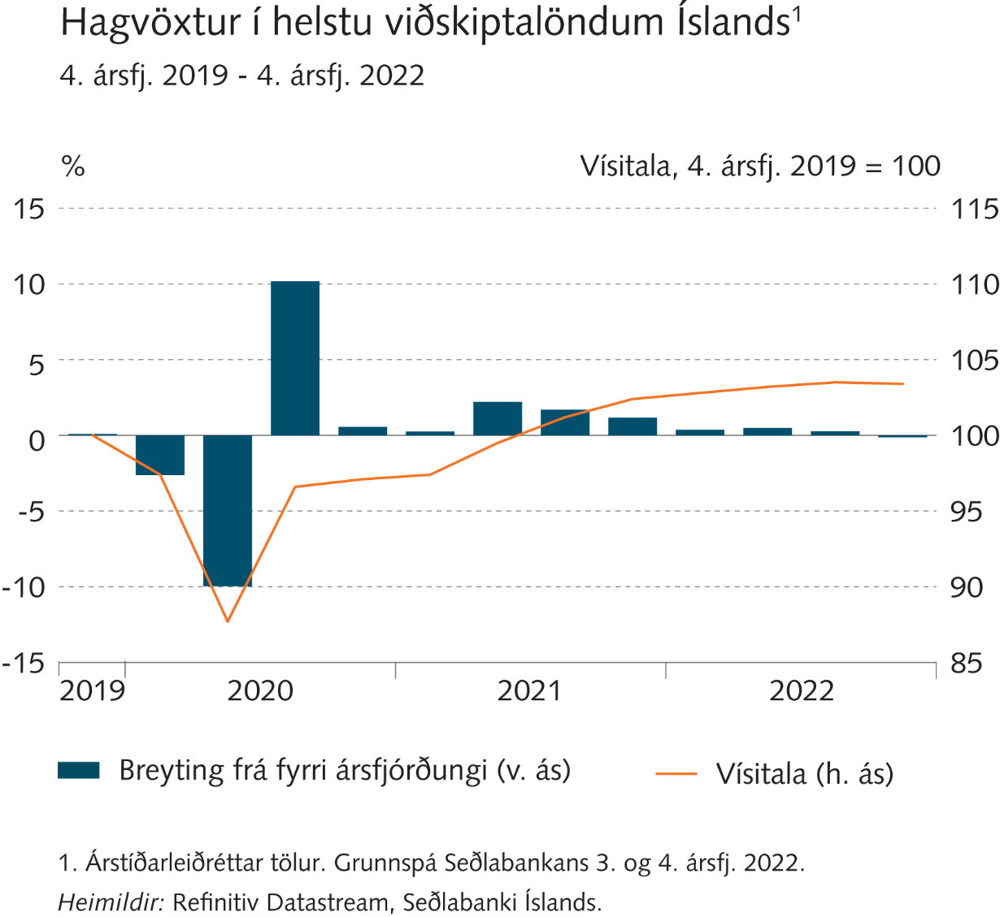 Hagvöxtur í helstu viðskiptalöndum Íslands¹
4. ársfj. 2019 - 4. ársfj. 2022
% Vísitala, 4. ársfj. 2019 = 100
15 115
10 110
5 105
0 100
-5 95
-10 90
-15 85
2019 2020 2021 2022
Breyting frá fyrri ársfjórðungi (v. ás) Vísitala (h. ás)
1. Árstíðarleiðréttar tölur. Grunnspá Seðlabankans 3. og 4. ársfj. 2022.
Heimildir: Refinitiv Datastream, Seðlabanki Íslands.